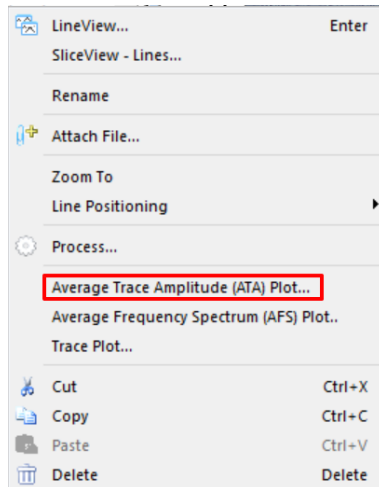 LineView... Enter
SliceView - Lines...
Rename
Attach File...
Zoom To
Line Positioning
Process...
Average Trace Amplitude (ATA) Plot...
Average Frequency Spectrum (AFS) Plot..
Trace Plot...
Cut Ctrl+X
Copy Ctrl+C
Paste Ctrl+V
Delete Delete